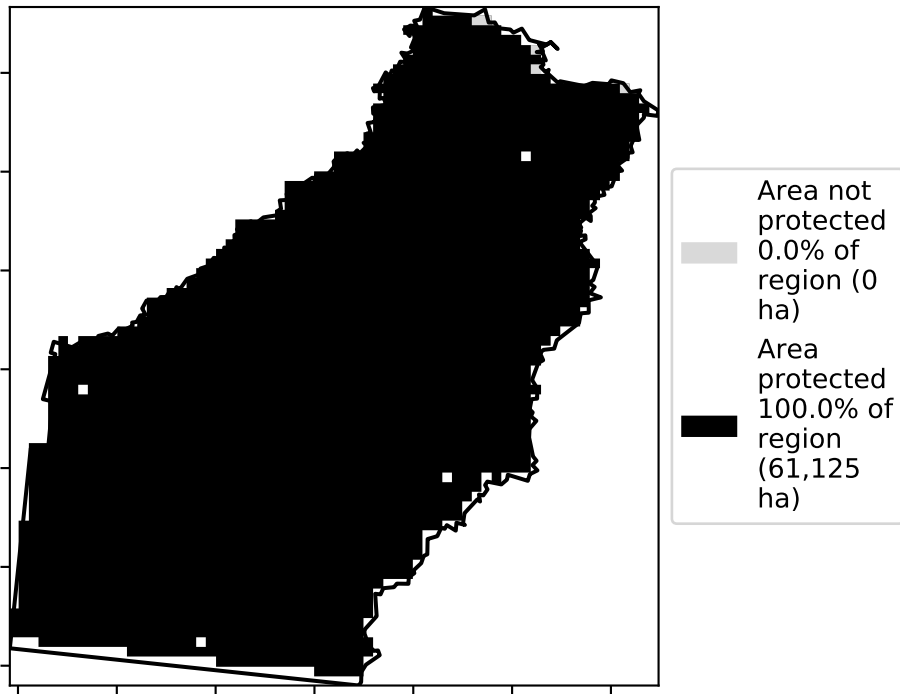 Area not
protected
0.0% of
region (0
ha)
Area
protected
100.0% of
region
(61,125
ha)